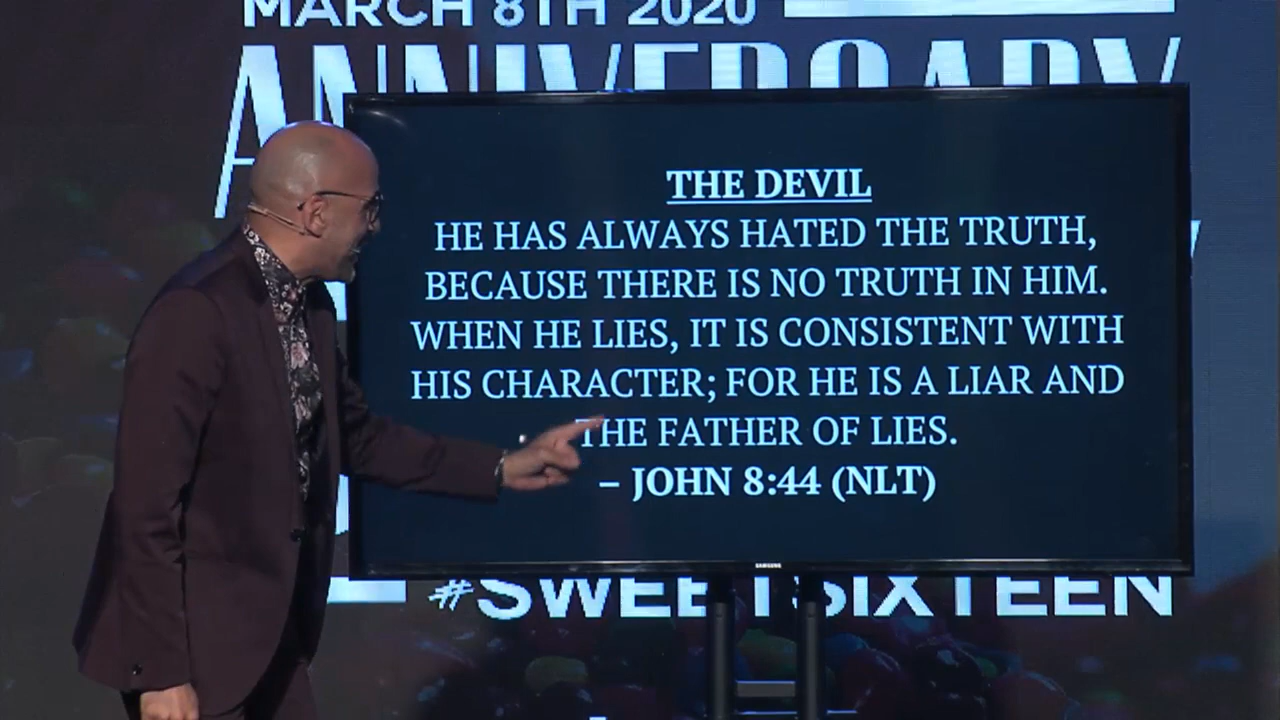 MARCH 8TH 2020
ANNIVERSARY
THE DEVIL
HE HAS ALWAYS HATED THE TRUTH,
BECAUSE THERE IS NO TRUTH IN HIM.
WHEN HE LIES, IT IS CONSISTENT WITH
HIS CHARACTER; FOR HE IS A LIAR AND
THE FATHER OF LIES.
– JOHN 8:44 (NLT)
SAMSUNG
#SWEETSIXTEEN